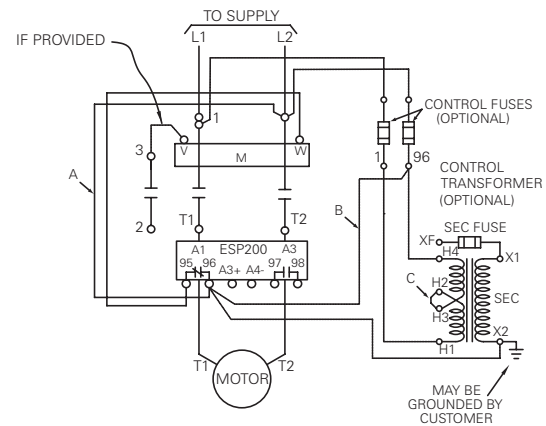 TO SUPPLY
L1 L2
IF PROVIDED
1
CONTROL FUSES
(OPTIONAL)
V W
M
3
1 96
CONTROL
TRANSFORMER
(OPTIONAL)
A
B
2
T1 T2
SEC FUSE
XF
H4
X1
A1 ESP200 A3
95 96 A3+ A4- 97 98
C
H2
SEC
H3
X2
H1
T1 T2
MOTOR
MAY BE
GROUNDED BY
CUSTOMER